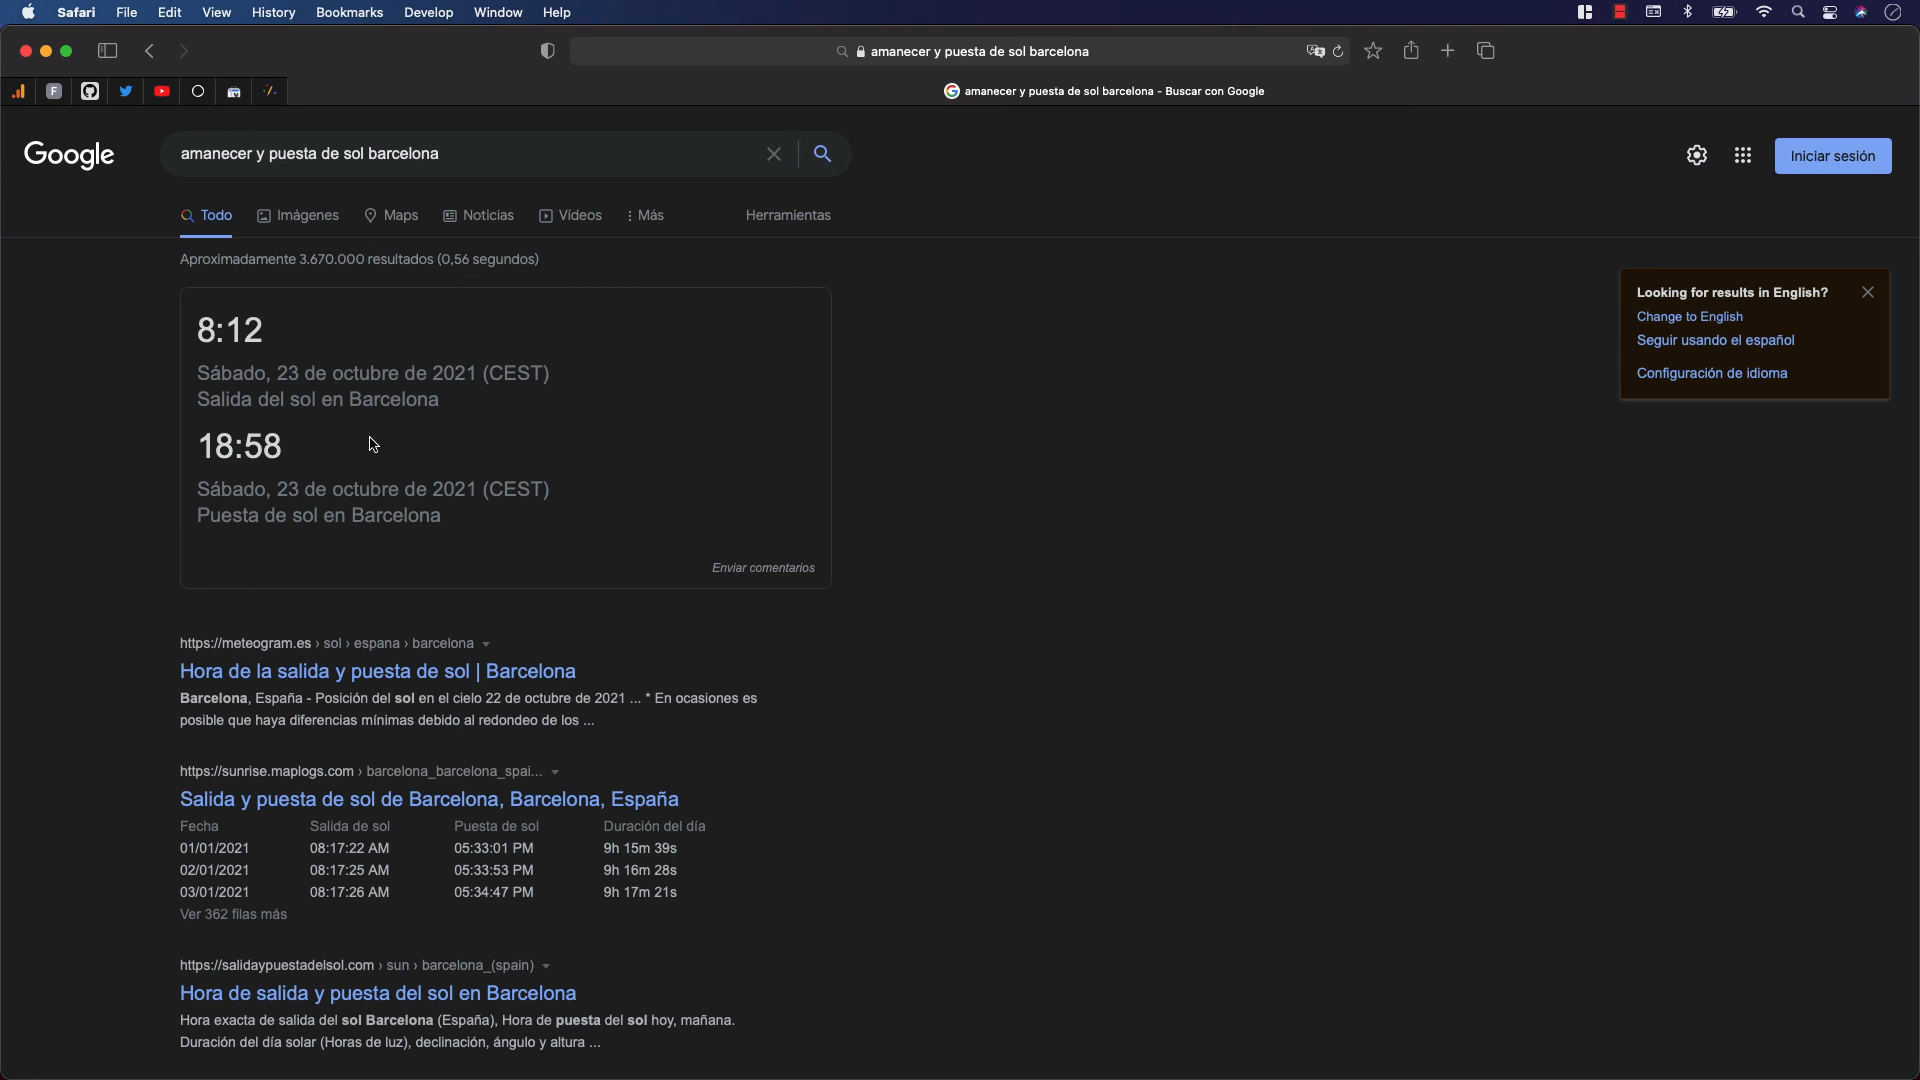 Safari File Edit View History Bookmarks Develop Window Help
amanecer y puesta de sol barcelona
F
amanecer y puesta de sol barcelona - Buscar con Google
Google
amanecer y puesta de sol barcelona
Iniciar sesión
Todo Imágenes Maps Noticias Vídeos Más Herramientas
Aproximadamente 3.670.000 resultados (0,56 segundos)
Looking for results in English?
Change to English
Seguir usando el español
Configuración de idioma
8:12
Sábado, 23 de octubre de 2021 (CEST)
Salida del sol en Barcelona
18:58
Sábado, 23 de octubre de 2021 (CEST)
Puesta de sol en Barcelona
Enviar comentarios
https://meteogram.es › sol › espana › barcelona
Hora de la salida y puesta de sol | Barcelona
Barcelona, España - Posición del sol en el cielo 22 de octubre de 2021 ... * En ocasiones es
posible que haya diferencias mínimas debido al redondeo de los ...
https://sunrise.maplogs.com › barcelona_barcelona_spai...
Salida y puesta de sol de Barcelona, Barcelona, España
Fecha Salida de sol Puesta de sol Duración del día
01/01/2021 08:17:22 AM 05:33:01 PM 9h 15m 39s
02/01/2021 08:17:25 AM 05:33:53 PM 9h 16m 28s
03/01/2021 08:17:26 AM 05:34:47 PM 9h 17m 21s
Ver 362 filas más
https://salidaypuestadelsol.com › sun › barcelona_(spain)
Hora de salida y puesta del sol en Barcelona
Hora exacta de salida del sol Barcelona (España), Hora de puesta del sol hoy, mañana.
Duración del día solar (Horas de luz), declinación, ángulo y altura ...